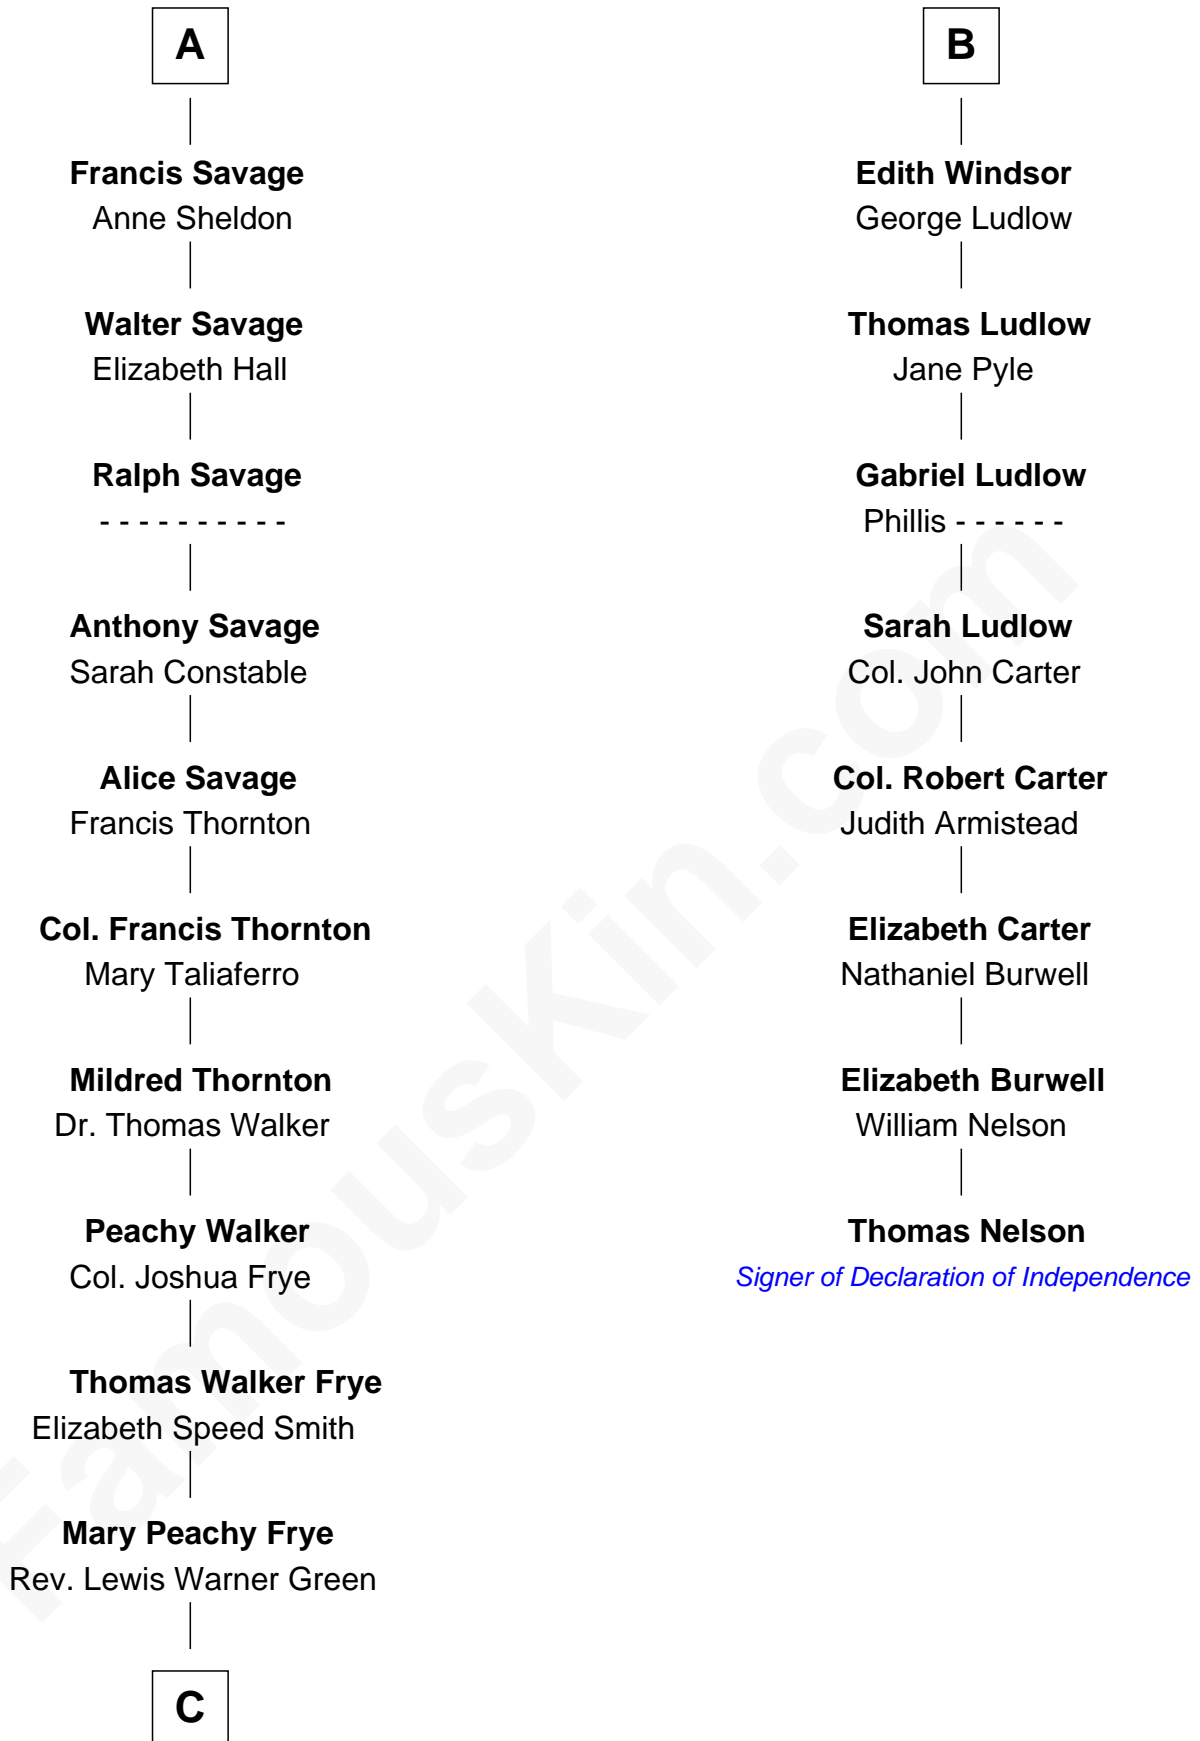 A
Francis Savage
Anne Sheldon
Walter Savage
Elizabeth Hall
Ralph Savage
- - - - - - - - - -
Anthony Savage
Sarah Constable
Alice Savage
Francis Thornton
Col. Francis Thornton
Mary Taliaferro
Mildred Thornton
Dr. Thomas Walker
Peachy Walker
Col. Joshua Frye
Thomas Walker Frye
Elizabeth Speed Smith
Mary Peachy Frye
Rev. Lewis Warner Green
C
B
Edith Windsor
George Ludlow
Thomas Ludlow
Jane Pyle
Gabriel Ludlow
Phillis - - - - - -
Sarah Ludlow
Col. John Carter
Col. Robert Carter
Judith Armistead
Elizabeth Carter
Nathaniel Burwell
Elizabeth Burwell
William Nelson
Thomas Nelson
Signer of Declaration of Independence
FamousKin.com